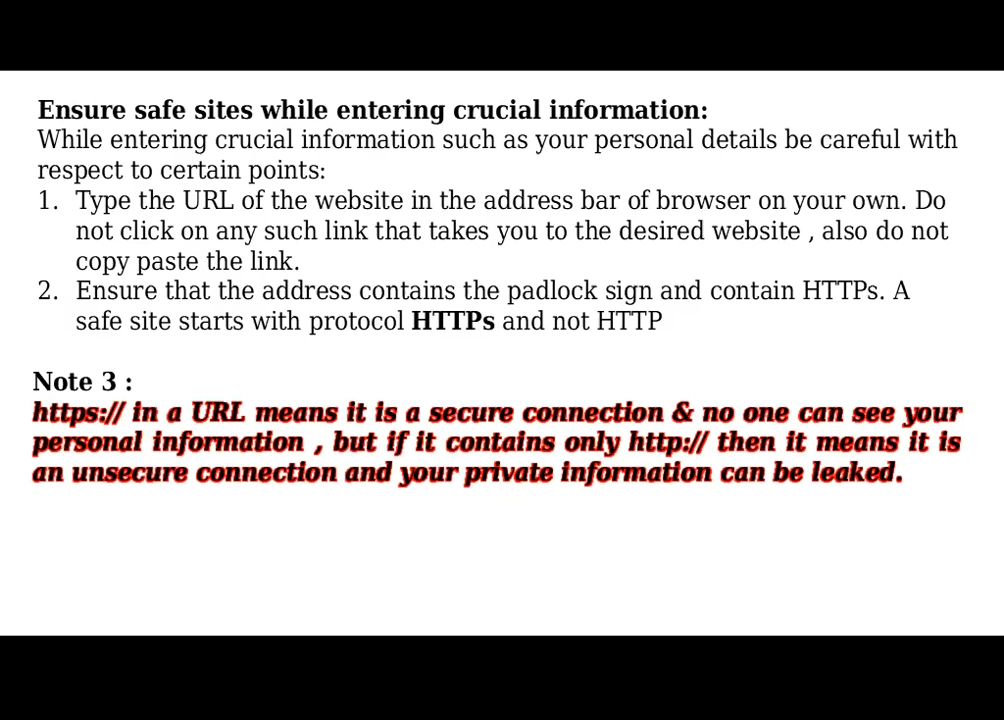 Ensure safe sites while entering crucial information:
While entering crucial information such as your personal details be careful with
respect to certain points:
1. Type the URL of the website in the address bar of browser on your own. Do
not click on any such link that takes you to the desired website , also do not
copy paste the link.
2. Ensure that the address contains the padlock sign and contain HTTPs. A
safe site starts with protocol HTTPs and not HTTP
Note 3 :
https:// in a URL means it is a secure connection & no one can see your
personal information , but if it contains only http:// then it means it is
an unsecure connection and your private information can be leaked.